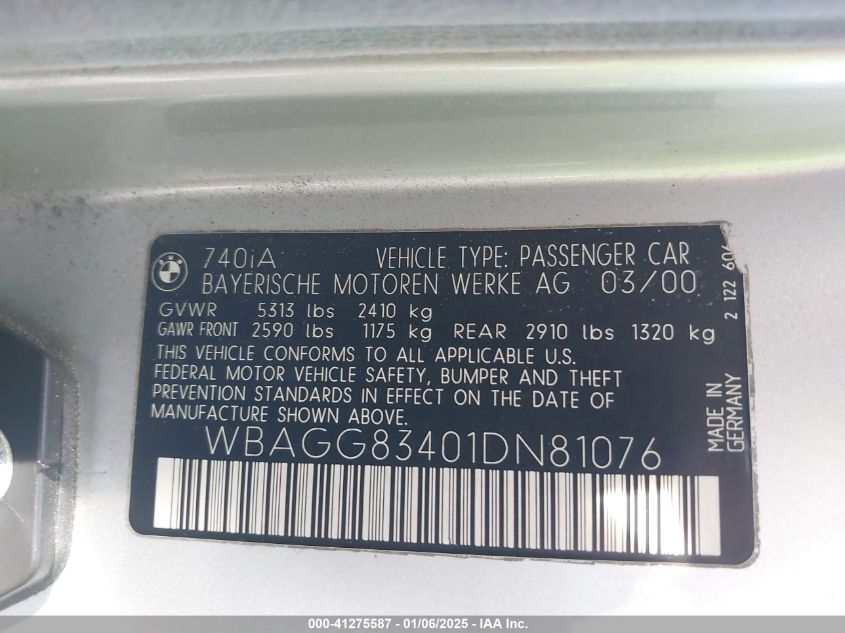 740iA VEHICLE TYPE: PASSENGER CAR
BAYERISCHE MOTOREN WERKE AG 03/00
GVWR 5313 lbs 2410 kg
GAWR FRONT 2590 lbs 1175 kg REAR 2910 lbs 1320 kg
THIS VEHICLE CONFORMS TO ALL APPLICABLE U.S.
FEDERAL MOTOR VEHICLE SAFETY, BUMPER AND THEFT
PREVENTION STANDARDS IN EFFECT ON THE DATE OF
MANUFACTURE SHOWN ABOVE.
WBAGG83401DN81076
2 122
MADE IN
GERMANY
000-41275587 - 01/06/2025 - IAA Inc.